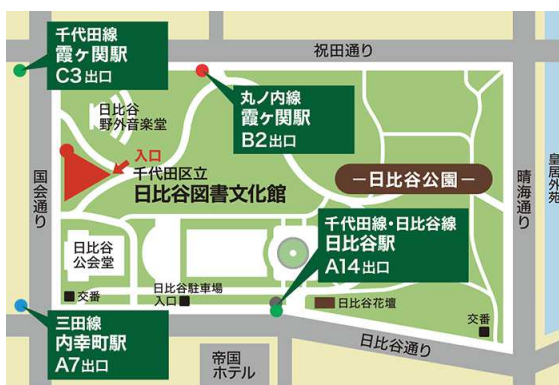 千代田線
霞ヶ関駅
C3出口
祝田通り
丸ノ内線
霞ヶ関駅
B2出口
日比谷
野外音楽堂
入口
千代田区立
日比谷図書文化館
国会通り
ー日比谷公園ー
晴海通り
皇居外苑
千代田線・日比谷線
日比谷駅
A14出口
日比谷
公会堂
交番
日比谷駐車場
入口
日比谷花壇
交番
三田線
内幸町駅
A7出口
帝国
ホテル
日比谷通り